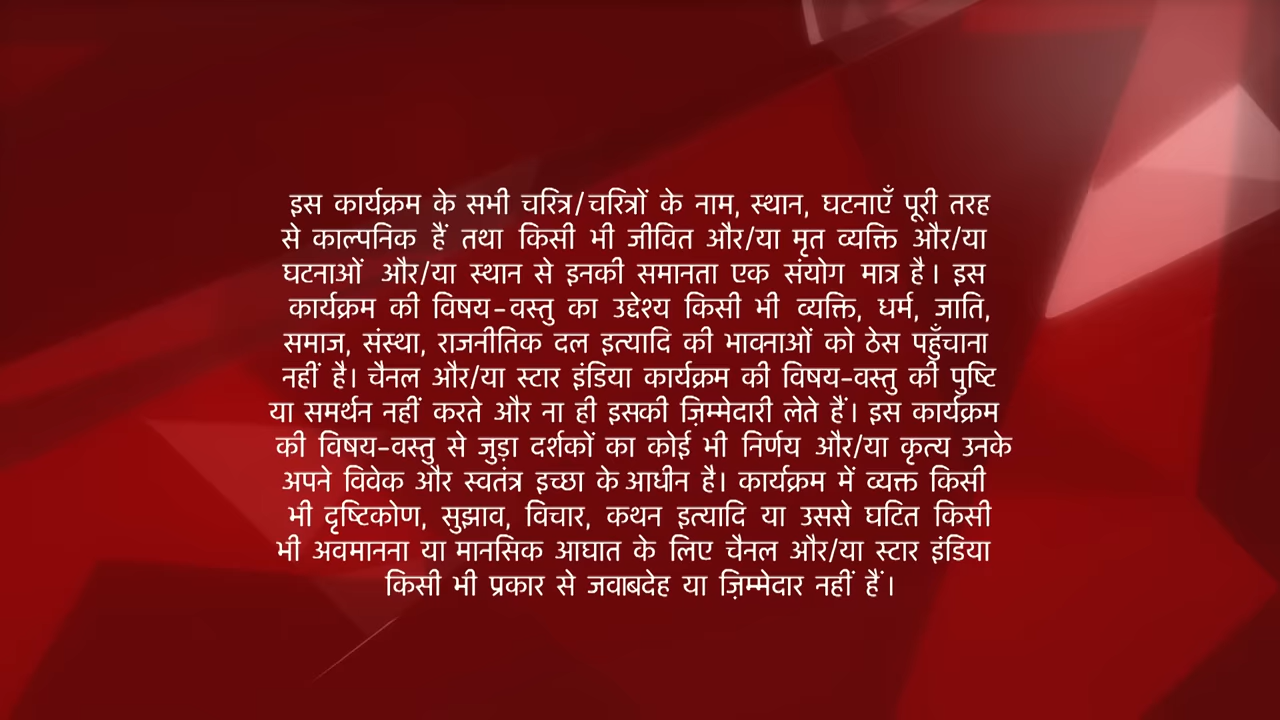 इस कार्यक्रम के सभी चरित्र/चरित्रों के नाम, स्थान, घटनाएँ पूरी तरह
से काल्पनिक हैं तथा किसी भी जीवित और/या मृत व्यक्ति और/या
घटनाओं और/या स्थान से इनकी समानता एक संयोग मात्र है। इस
कार्यक्रम की विषय-वस्तु का उद्देश्य किसी भी व्यक्ति, धर्म, जाति,
समाज, संस्था, राजनीतिक दल इत्यादि की भावनाओं को ठेस पहुँचाना
नहीं है। चैनल और/या स्टार इंडिया कार्यक्रम की विषय-वस्तु की पुष्टि
या समर्थन नहीं करते और ना ही इसकी ज़िम्मेदारी लेते हैं। इस कार्यक्रम
की विषय-वस्तु से जुड़ा दर्शकों का कोई भी निर्णय और/या कृत्य उनके
अपने विवेक और स्वतंत्र इच्छा के आधीन है। कार्यक्रम में व्यक्त किसी
भी दृष्टिकोण, सुझाव, विचार, कथन इत्यादि या उससे घटित किसी
भी अवमानना या मानसिक आघात के लिए चैनल और/या स्टार इंडिया
किसी भी प्रकार से जवाबदेह या ज़िम्मेदार नहीं हैं।